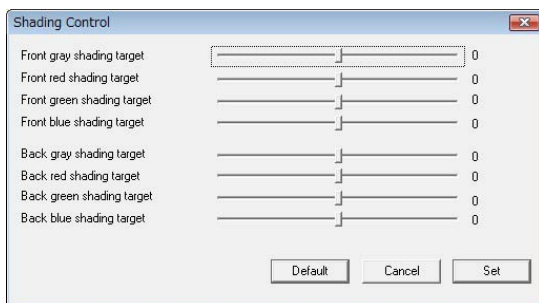 Shading Control
Front gray shading target 0
Front red shading target 0
Front green shading target 0
Front blue shading target 0
Back gray shading target 0
Back red shading target 0
Back green shading target 0
Back blue shading target 0
Default Cancel Set